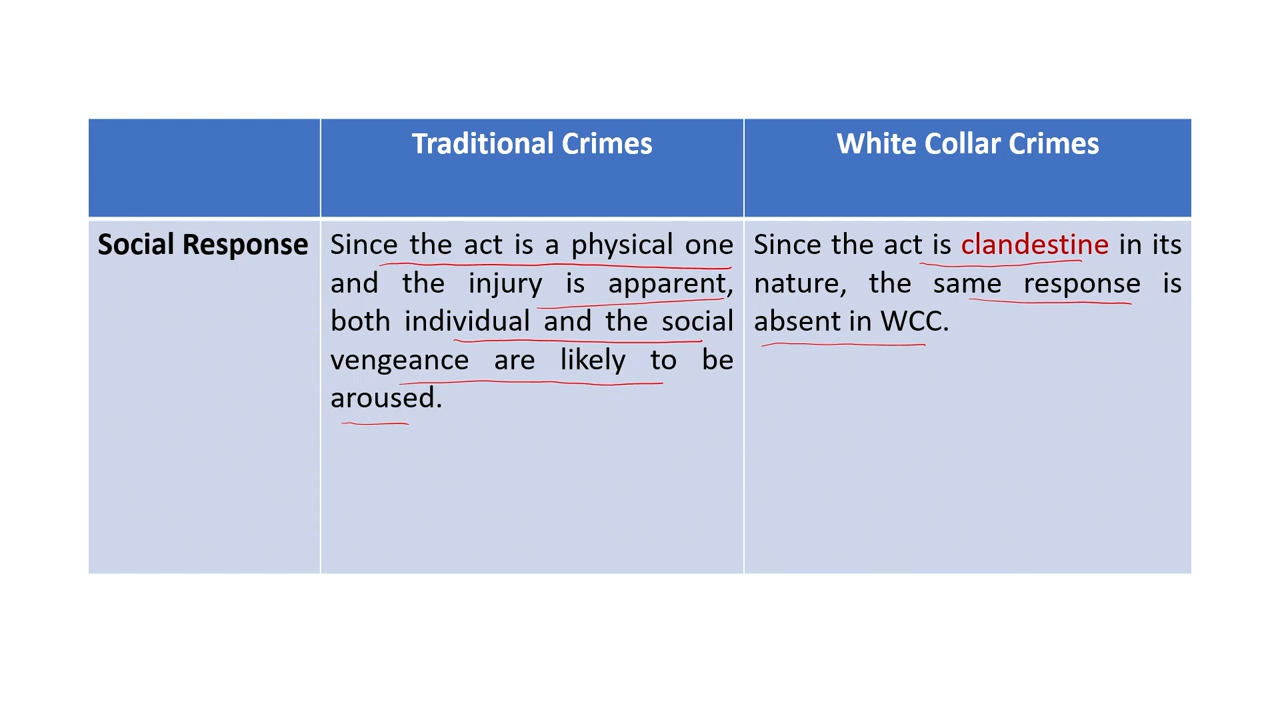 Traditional Crimes
White Collar Crimes
Social Response
Since the act is a physical one
and the injury is apparent,
both individual and the social
vengeance are likely to be
aroused.
Since the act is clandestine in its
nature, the same response is
absent in WCC.